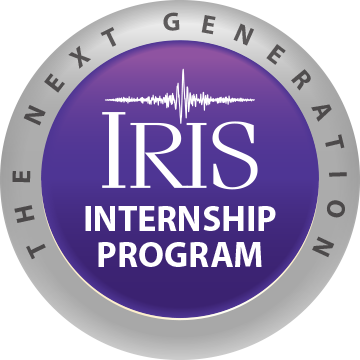 THE NEXT GENERATION
IRIS
INTERNSHIP
PROGRAM